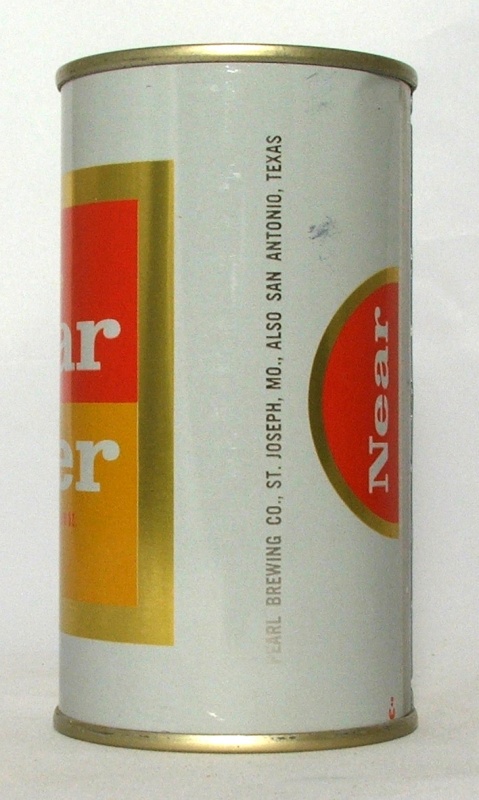 ar
er
PEARL BREWING CO., ST. JOSEPH, MO., ALSO SAN ANTONIO, TEXAS
Near